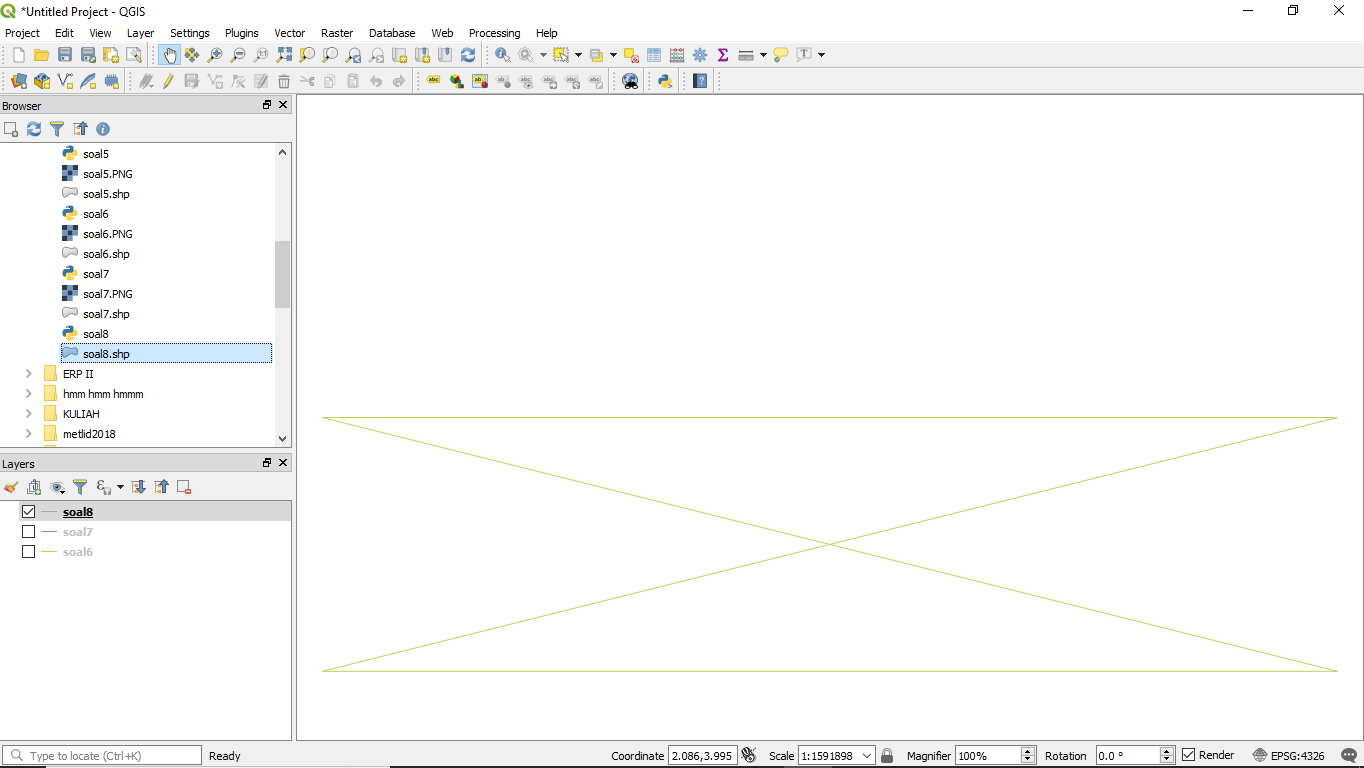 *Untitled Project - QGIS
Project Edit View Layer Settings Plugins Vector Raster Database Web Processing Help
Browser
soal5
soal5.PNG
soal5.shp
soal6
soal6.PNG
soal6.shp
soal7
soal7.PNG
soal7.shp
soal8
soal8.shp
ERP II
hmm hmm hmmm
KULIAH
metlid2018
Layers
soal8
soal7
soal6
Type to locate (Ctrl+K) Ready Coordinate 2.086,3.995 Scale 1:1591898 Magnifier 100% Rotation 0.0 ° Render EPSG:4326